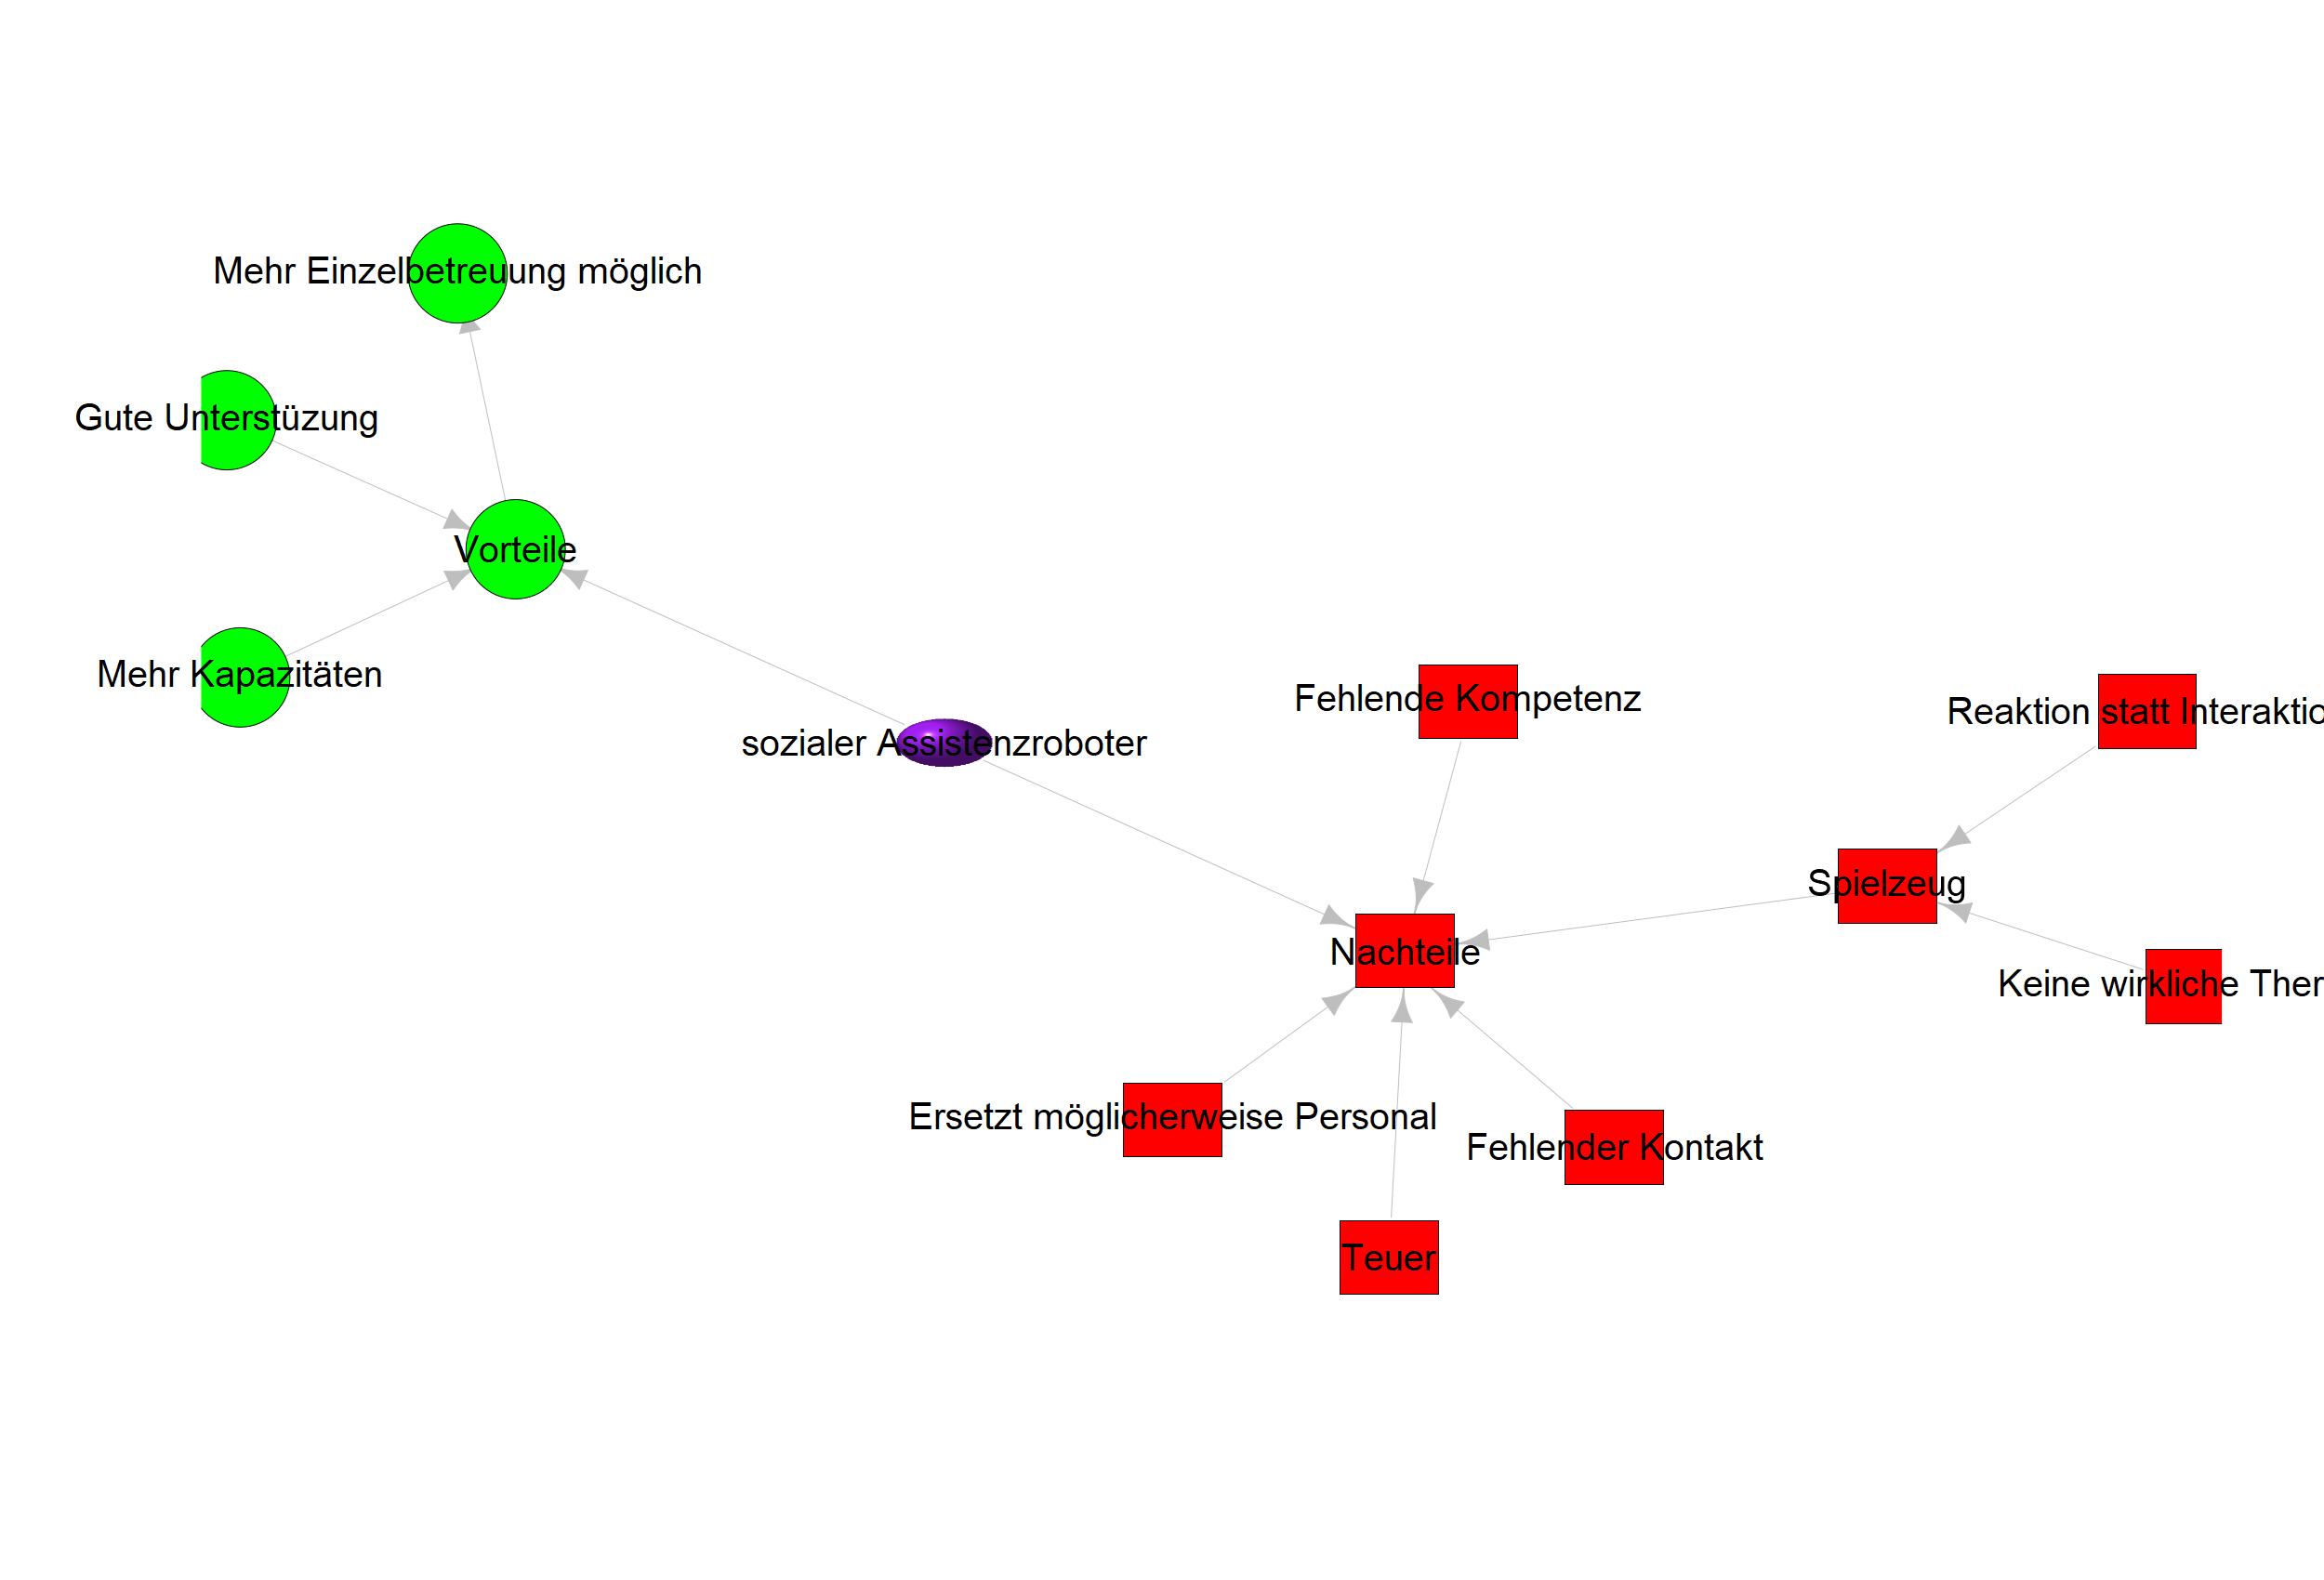 Mehr Einzelbetreuung möglich
Gute Unterstüzung
Vorteile
Mehr Kapazitäten
sozialer Assistenzroboter
Fehlende Kompetenz
Reaktion statt Interaktio
Spielzeug
Nachteile
Keine wirkliche Ther
Ersetzt möglicherweise Personal
Fehlender Kontakt
Teuer